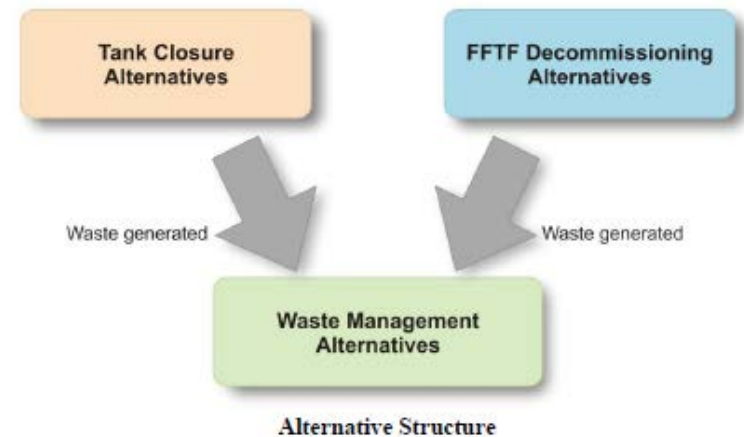 Tank Closure
Alternatives
FFTF Decommissioning
Alternatives
Waste generated
Waste generated
Waste Management
Alternatives
Alternative Structure